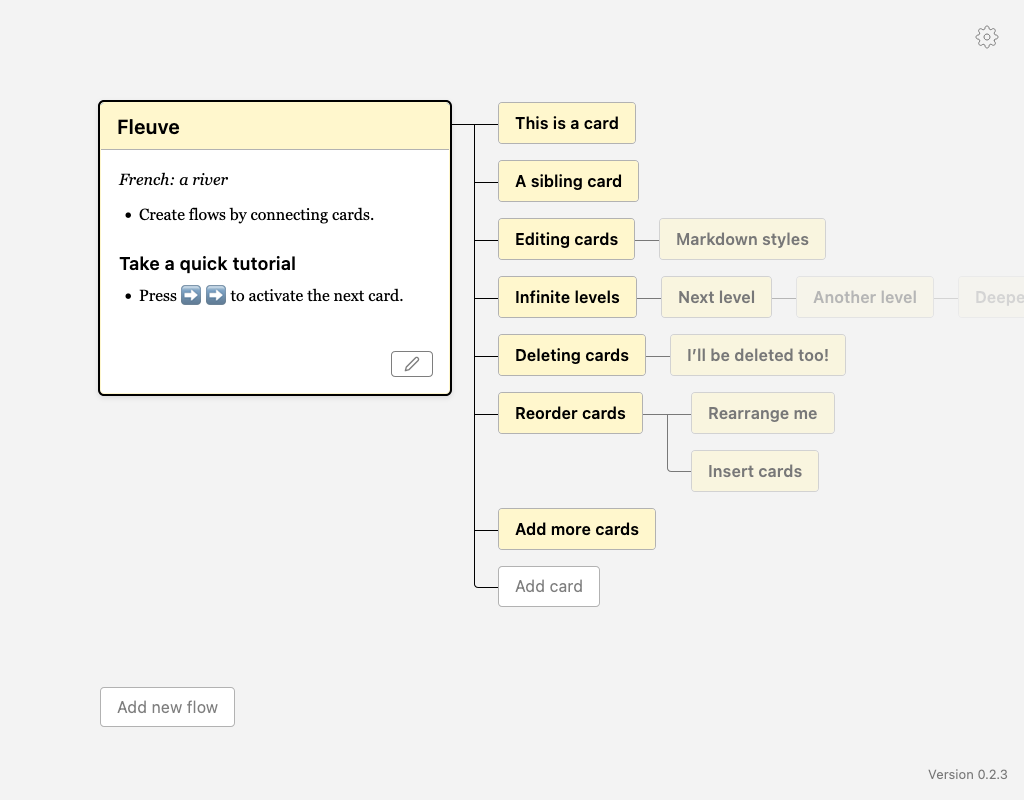 Fleuve
French: a river
• Create flows by connecting cards.
Take a quick tutorial
• Press ➡️ ➡️ to activate the next card.
This is a card
A sibling card
Editing cards
Markdown styles
Infinite levels
Next level
Another level
Deepe
Deleting cards
I’ll be deleted too!
Reorder cards
Rearrange me
Insert cards
Add more cards
Add card
Add new flow
Version 0.2.3